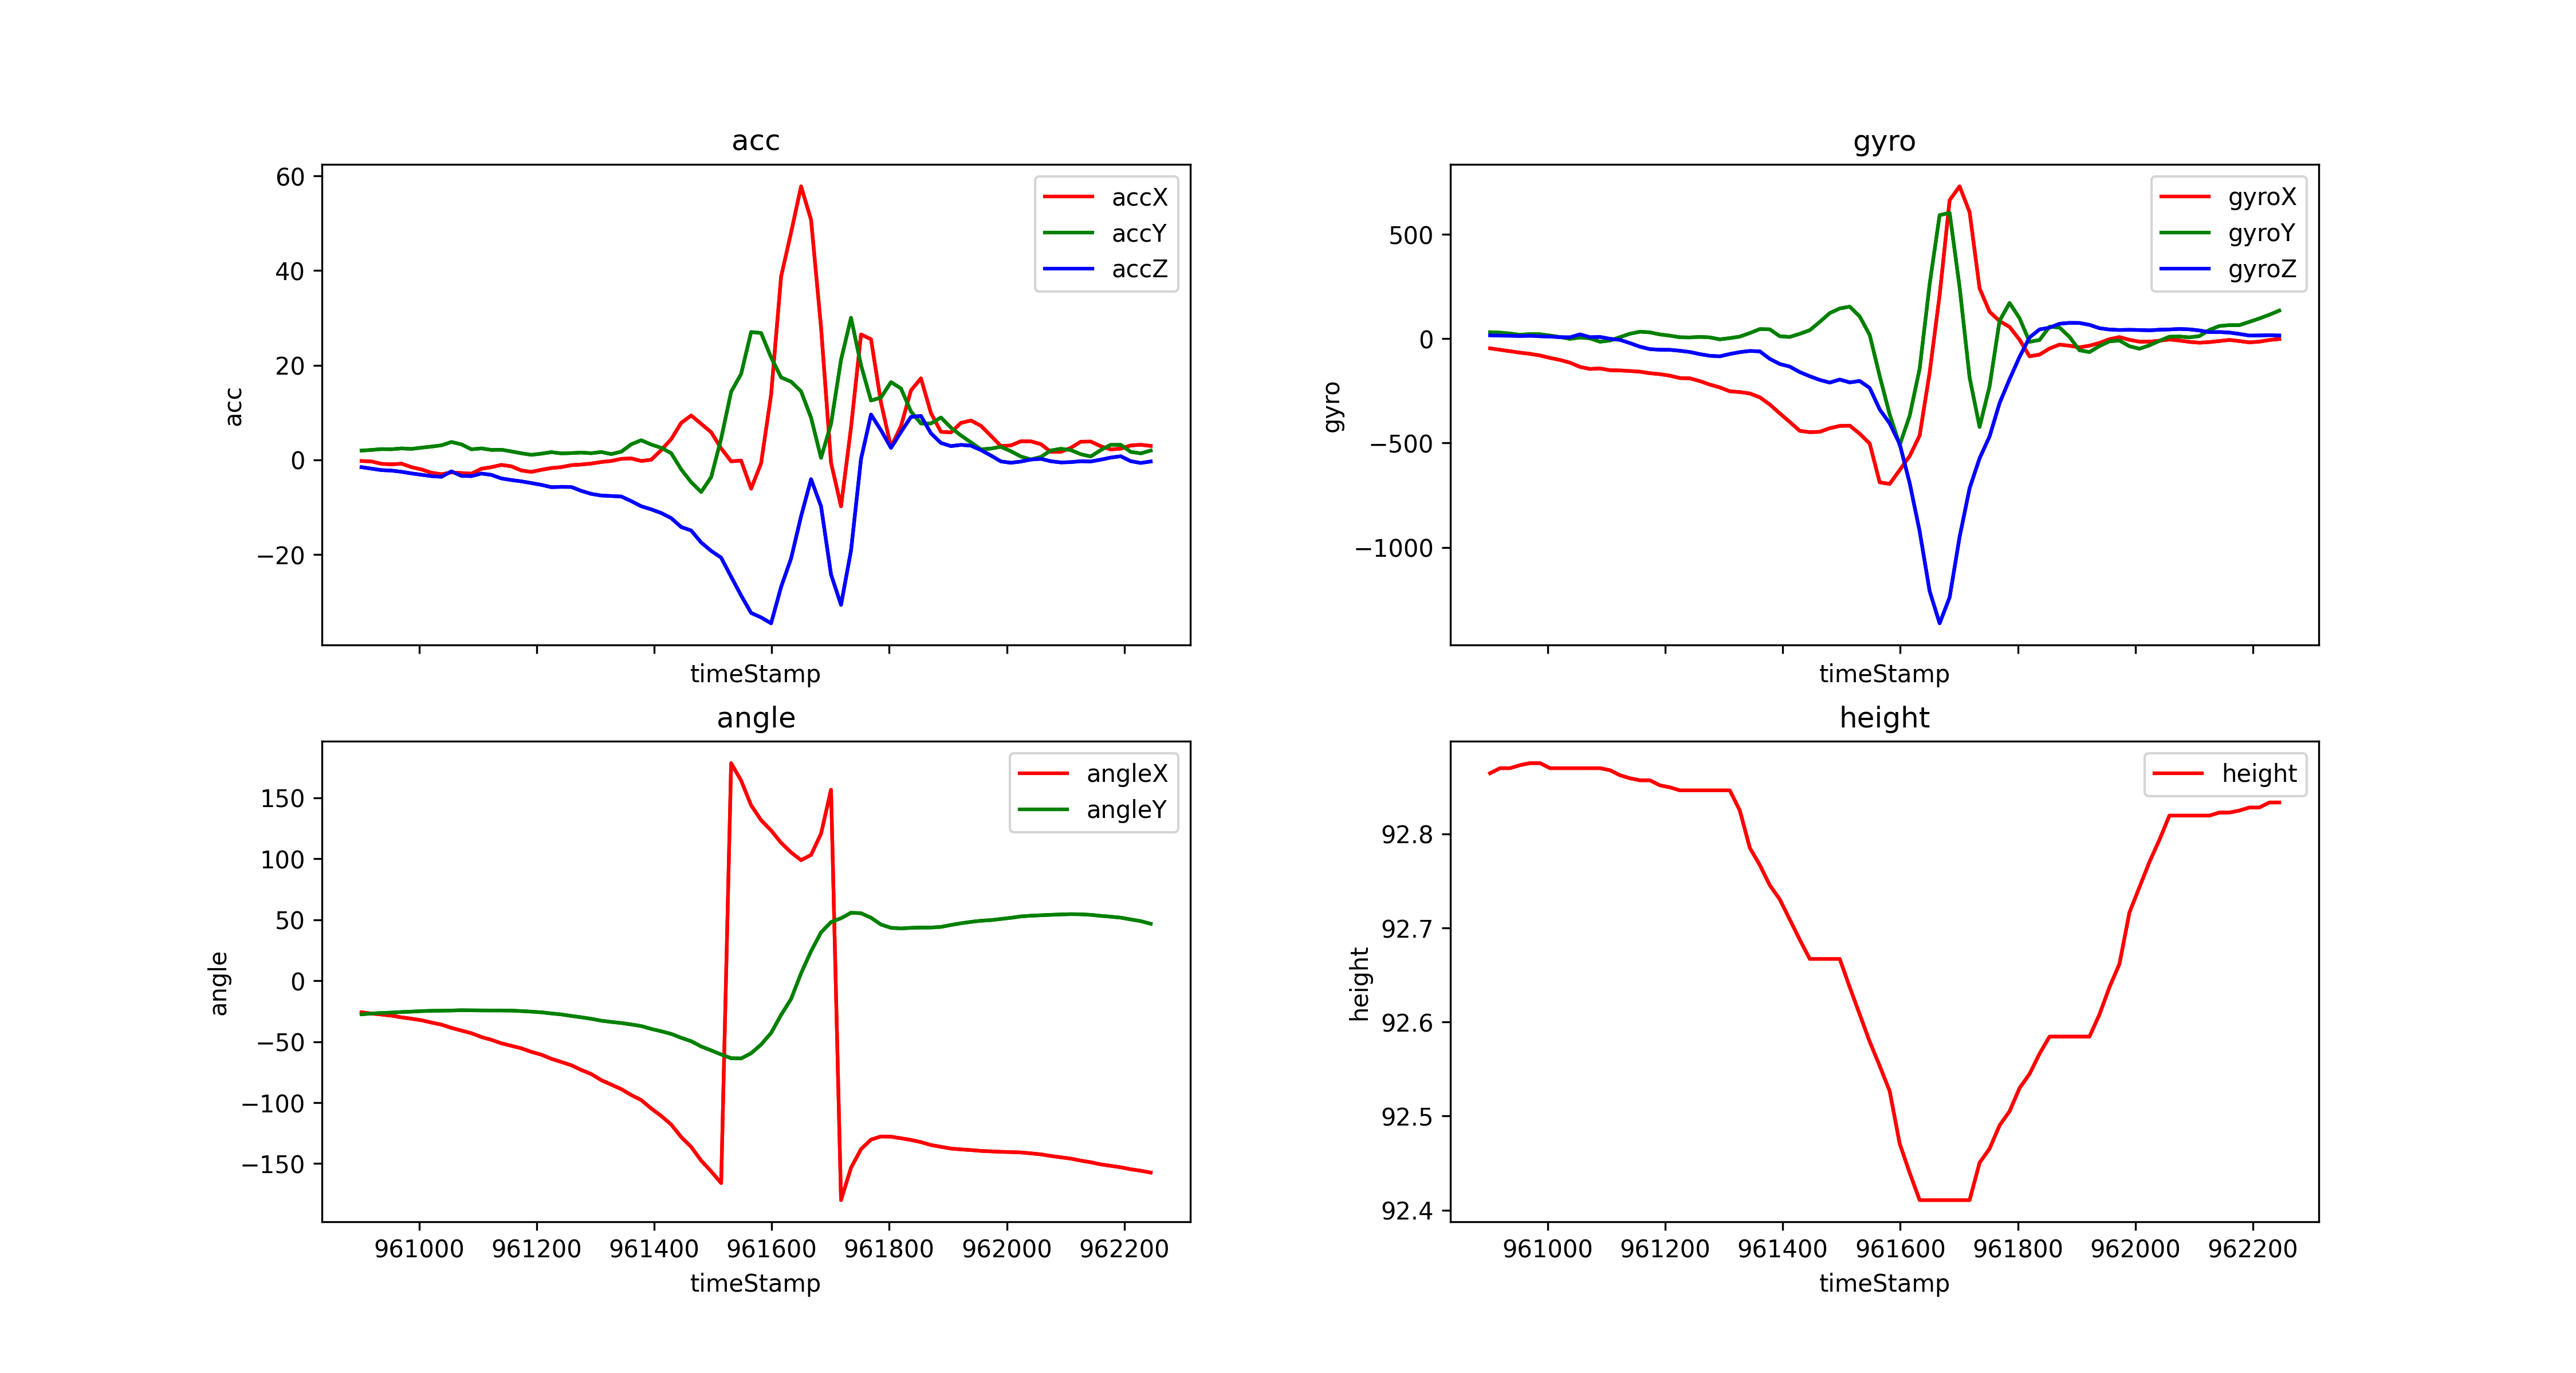 acc
accX
accY
accZ
60
40
20
0
−20
acc
timeStamp
gyro
gyroX
gyroY
gyroZ
500
0
−500
−1000
gyro
timeStamp
angle
angleX
angleY
150
100
50
0
−50
−100
−150
angle
961000 961200 961400 961600 961800 962000 962200
timeStamp
height
height
92.8
92.7
92.6
92.5
92.4
height
961000 961200 961400 961600 961800 962000 962200
timeStamp